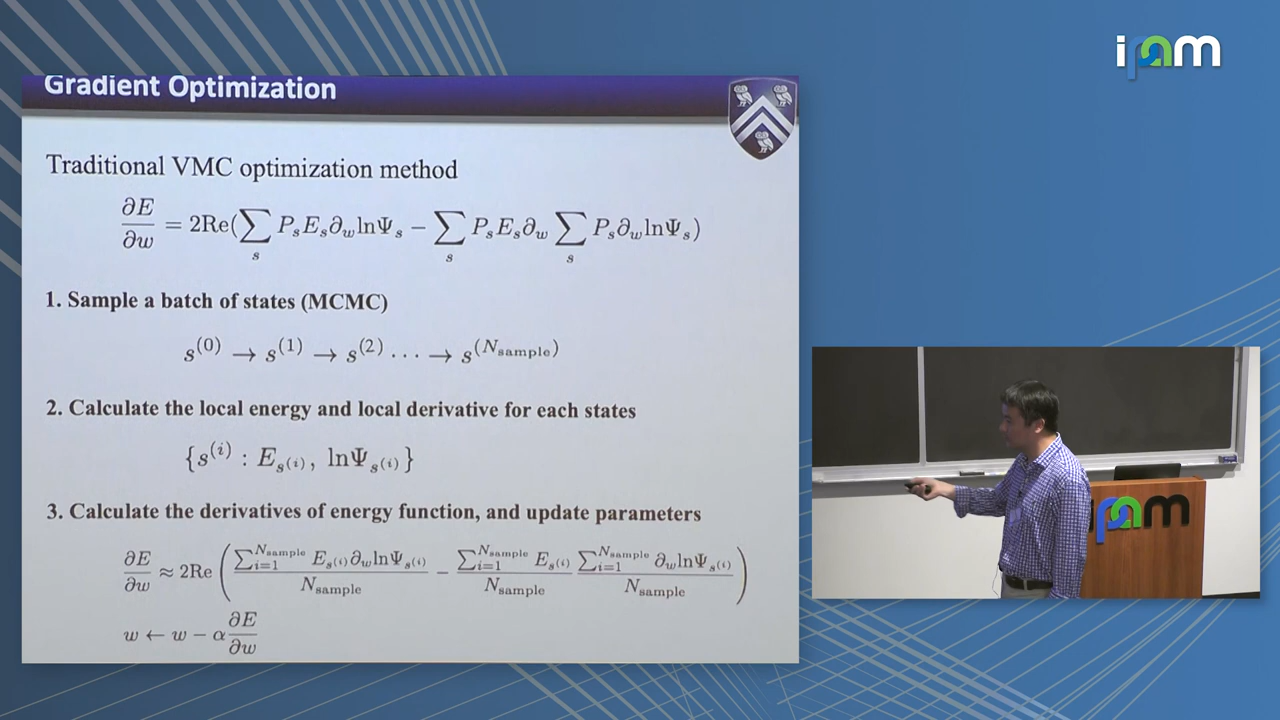 ipam
Gradient Optimization
Traditional VMC optimization method
∂E/∂w = 2Re(∑_s P_s E_s ∂_w lnΨ_s − ∑_s P_s E_s ∂_w ∑_s P_s ∂_w lnΨ_s)
1. Sample a batch of states (MCMC)
s^(0) → s^(1) → s^(2) ... → s^(N_sample)
2. Calculate the local energy and local derivative for each states
{s^(i) : E_s^(i), lnΨ_s^(i)}
3. Calculate the derivatives of energy function, and update parameters
∂E/∂w ≈ 2Re(∑_{i=1}^{N_sample} E_s^(i) ∂_w lnΨ_s^(i) / N_sample − ∑_{i=1}^{N_sample} E_s^(i) / N_sample ∑_{i=1}^{N_sample} ∂_w lnΨ_s^(i) / N_sample)
w ← w − α ∂E/∂w
ipam